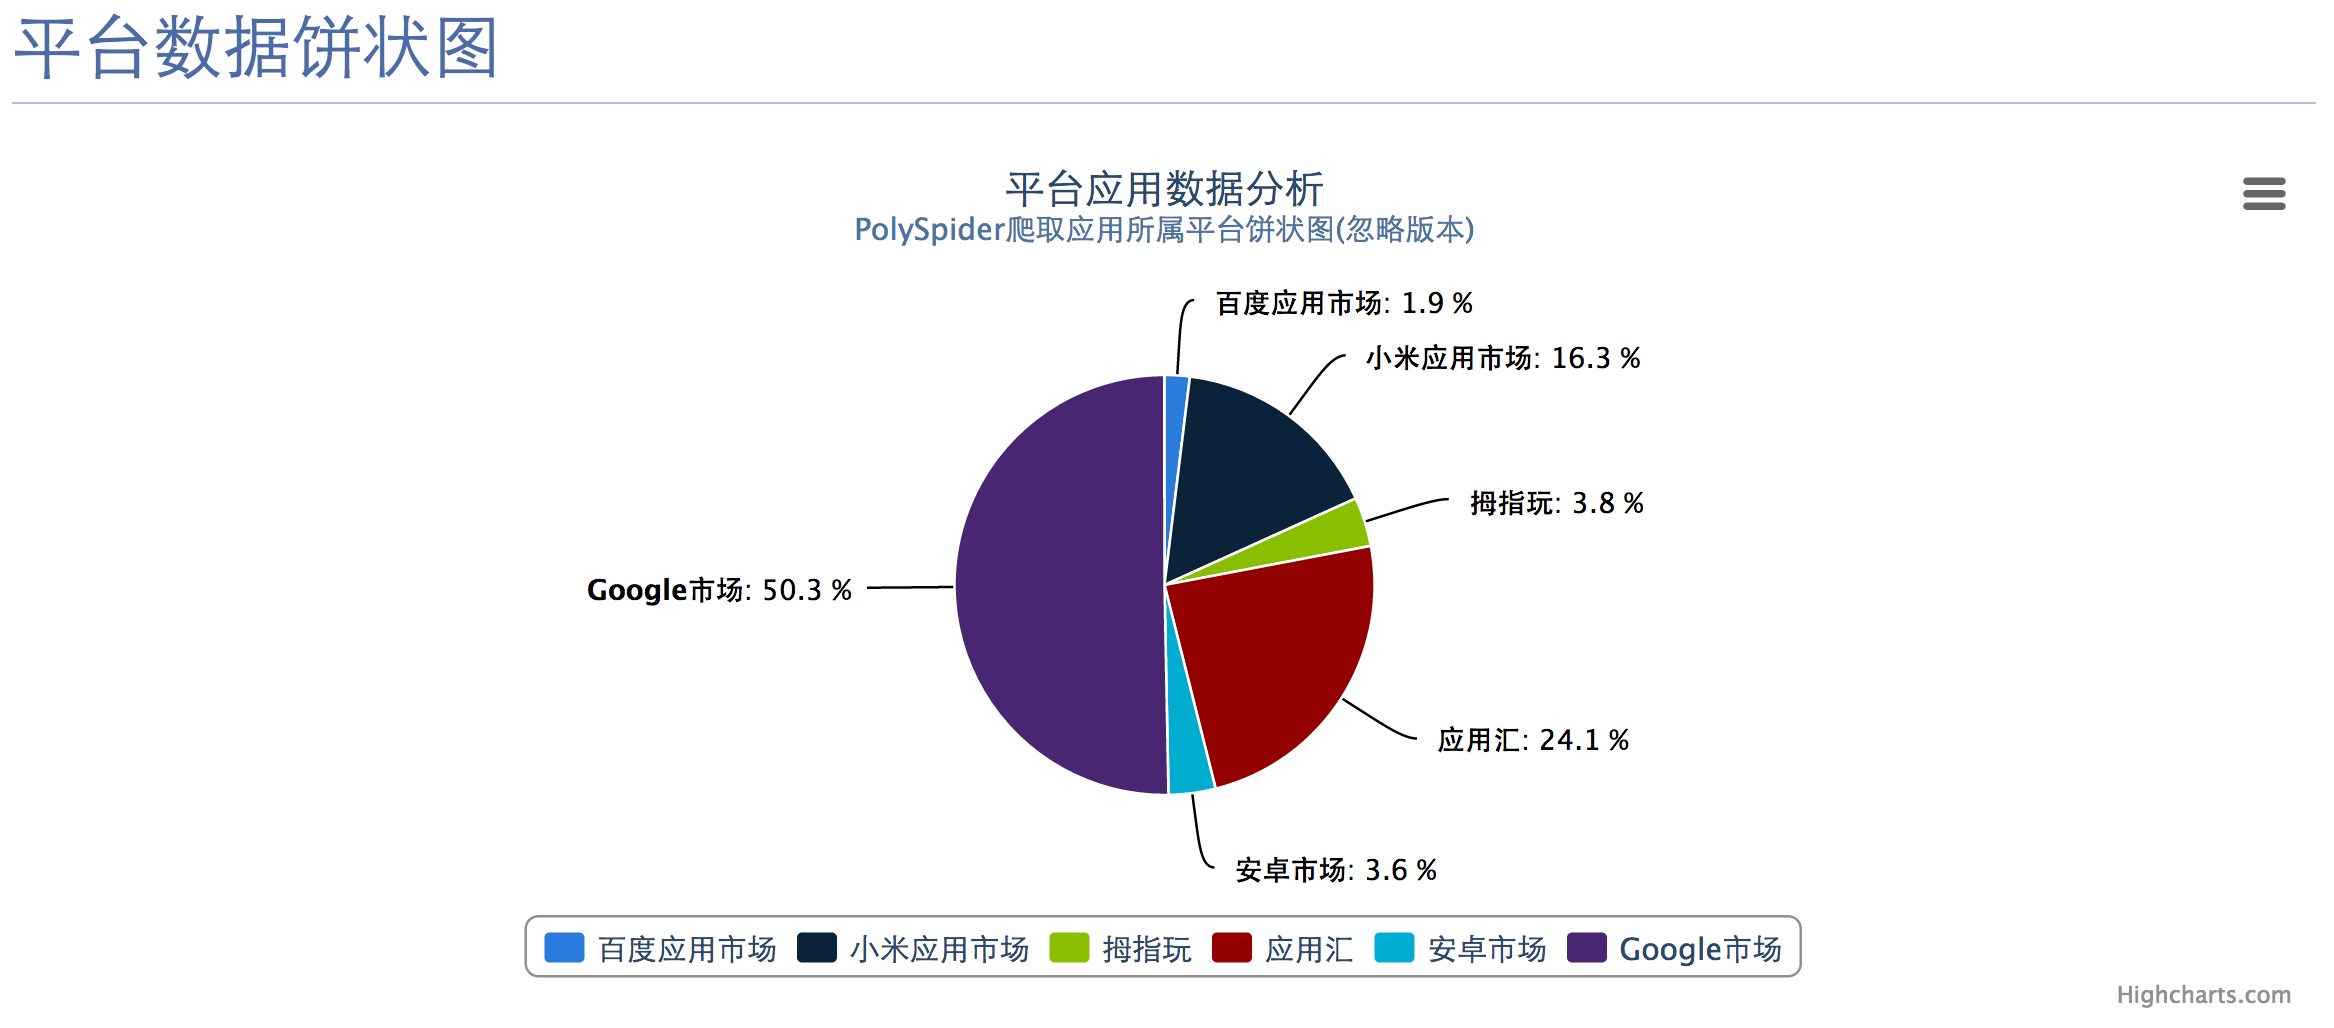 平台数据饼状图
平台应用数据分析
PolySpider爬取应用所属平台饼状图(忽略版本)
百度应用市场: 1.9 %
小米应用市场: 16.3 %
拇指玩: 3.8 %
Google市场: 50.3 %
应用汇: 24.1 %
安卓市场: 3.6 %
百度应用市场 小米应用市场 拇指玩 应用汇 安卓市场 Google市场
Highcharts.com